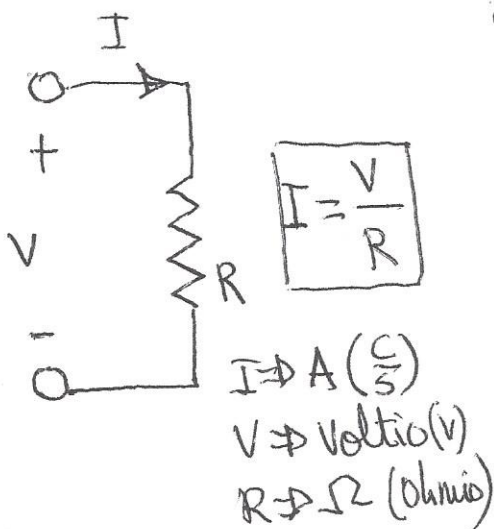 I
+
V
-
R
I = V/R
I ⇒ A (C/S)
V ⇒ Voltio (V)
R ⇒ Ω (Ohmio)